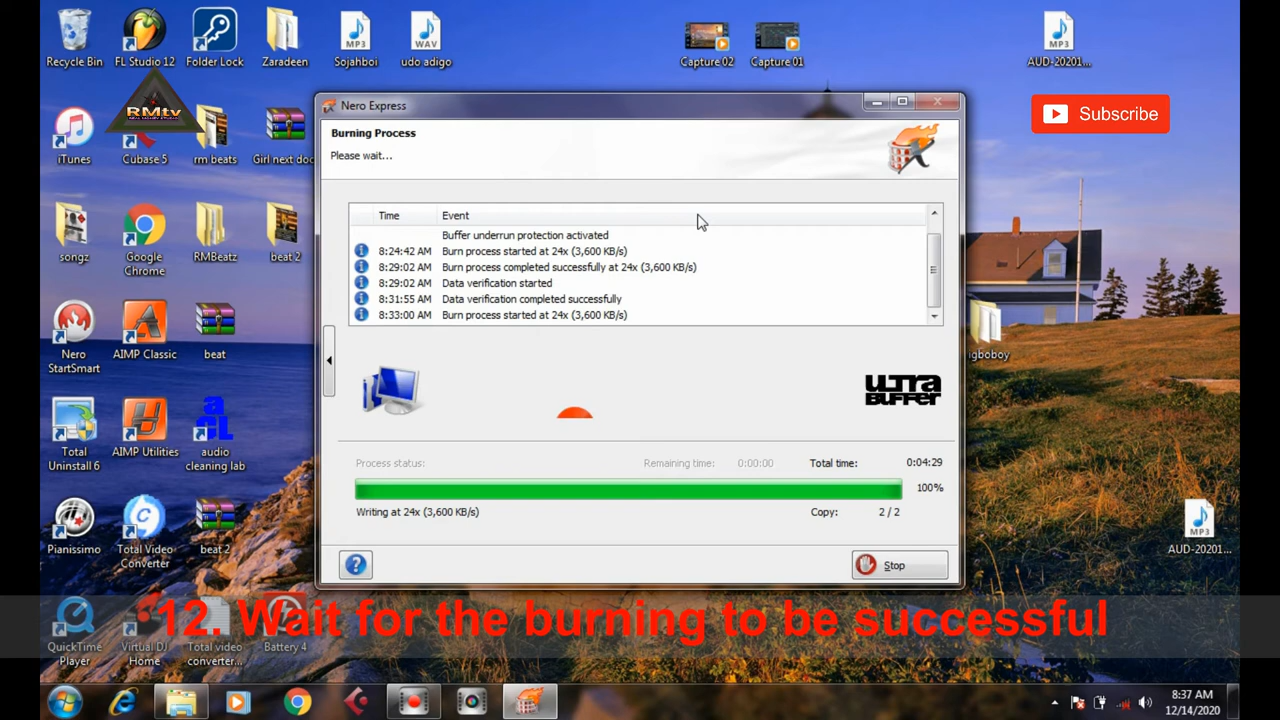 Recycle Bin
FL Studio 12
Folder Lock
Zaradeen
MP3
Sojahboi
WAV
udo adigo
Capture 02
Capture 01
MP3
AUD-20201...
RMtv
Subscribe
iTunes
Cubase 5
rm beats
Girl next doo
Nero Express
Burning Process
Please wait...
Time Event
Buffer underrun protection activated
8:24:42 AM Burn process started at 24x (3,600 KB/s)
8:29:02 AM Burn process completed successfully at 24x (3,600 KB/s)
8:29:02 AM Data verification started
8:31:55 AM Data verification completed successfully
8:33:00 AM Burn process started at 24x (3,600 KB/s)
songz
Google
Chrome
RMBeatz
beat 2
igboboy
Nero
StartSmart
AIMP Classic
beat
ULTRA
BUFFER
Total
Uninstall 6
AIMP Utilities
acl
audio
cleaning lab
Process status:
Remaining time: 0:00:00
Total time: 0:04:29
100%
Writing at 24x (3,600 KB/s)
Copy: 2 / 2
Stop
Pianissimo
Total Video
Converter
beat 2
MP3
AUD-20201...
12. Wait for the burning to be successful
QuickTime
Player
Virtual DJ
Home
Total video
converter...
Battery 4
8:37 AM
12/14/2020